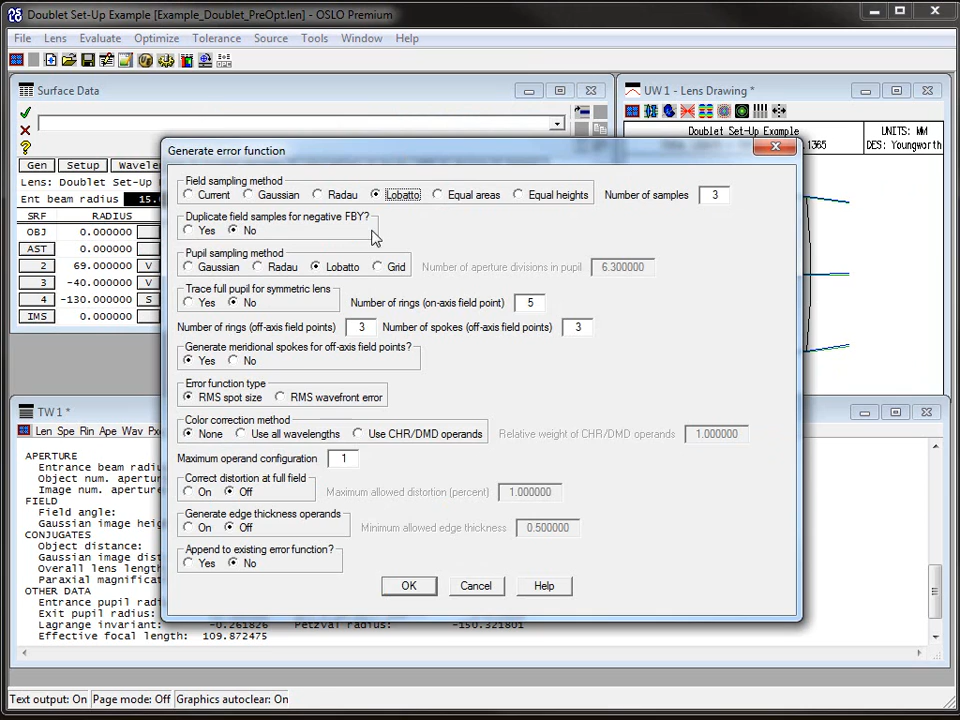 Doublet Set-Up Example [Example_Doublet_PreOpt.len] - OSLO Premium
File Lens Evaluate Optimize Tolerance Source Tools Window Help
Surface Data
UW 1 - Lens Drawing *
Doublet Set-Up Example
UNITS: MM
DES: Youngworth
.1365
Gen Setup Wavele
Lens: Doublet Set-Up
Ent beam radius 15.
SRF RADIUS
OBJ 0.000000
AST 0.000000
2 69.000000 V
3 -40.000000 V
4 -130.000000 S
IMS 0.000000
Generate error function
Field sampling method
Current Gaussian Radau Lobatto Equal areas Equal heights Number of samples 3
Duplicate field samples for negative FBY?
Yes No
Pupil sampling method
Gaussian Radau Lobatto Grid Number of aperture divisions in pupil 6.300000
Trace full pupil for symmetric lens
Yes No Number of rings (on-axis field point) 5
Number of rings (off-axis field points) 3 Number of spokes (off-axis field points) 3
Generate meridional spokes for off-axis field points?
Yes No
Error function type
RMS spot size RMS wavefront error
Color correction method
None Use all wavelengths Use CHR/DMD operands Relative weight of CHR/DMD operands 1.000000
Maximum operand configuration 1
Correct distortion at full field
On Off Maximum allowed distortion (percent) 1.000000
Generate edge thickness operands
On Off Minimum allowed edge thickness 0.500000
Append to existing error function?
Yes No
OK Cancel Help
TW 1 *
Len Spe Rin Ape Wav Pxc
APERTURE
Entrance beam radiu
Object num. apertur
Image num. aperture
FIELD
Field angle:
Gaussian image heig
CONJUGATES
Object distance:
Gaussian image dist
Overall lens length
Paraxial magnificat
OTHER DATA
Entrance pupil radi
Exit pupil radius:
Lagrange invariant: -0.261826 Petzval radius: -150.321801
Effective focal length: 109.872475
Text output: On Page mode: Off Graphics autoclear: On